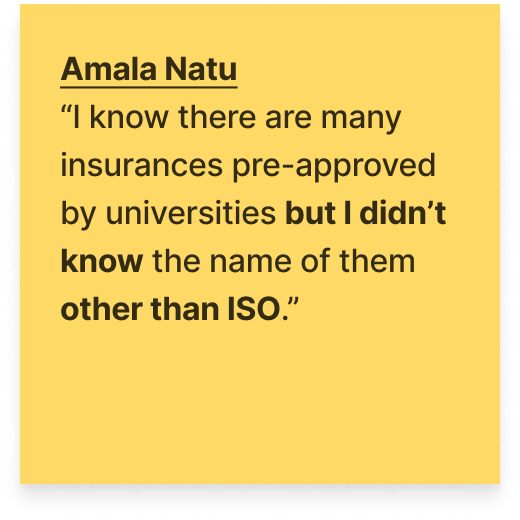 Amala Natu
“I know there are many
insurances pre-approved
by universities but I didn’t
know the name of them
other than ISO.”